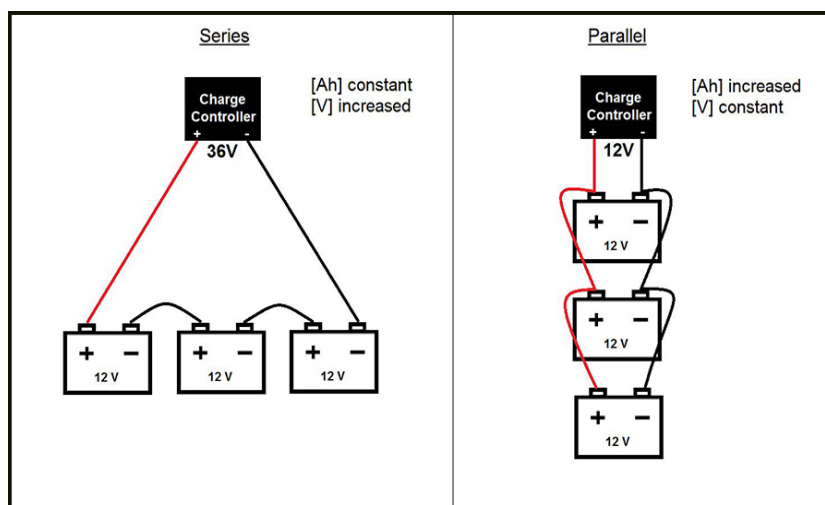 Series
[Ah] constant
[V] increased
Charge
Controller
+ -
36V
+ -
12 V
+ -
12 V
+ -
12 V
Parallel
[Ah] increased
[V] constant
Charge
Controller
+ -
12V
+ -
12 V
+ -
12 V
+ -
12 V